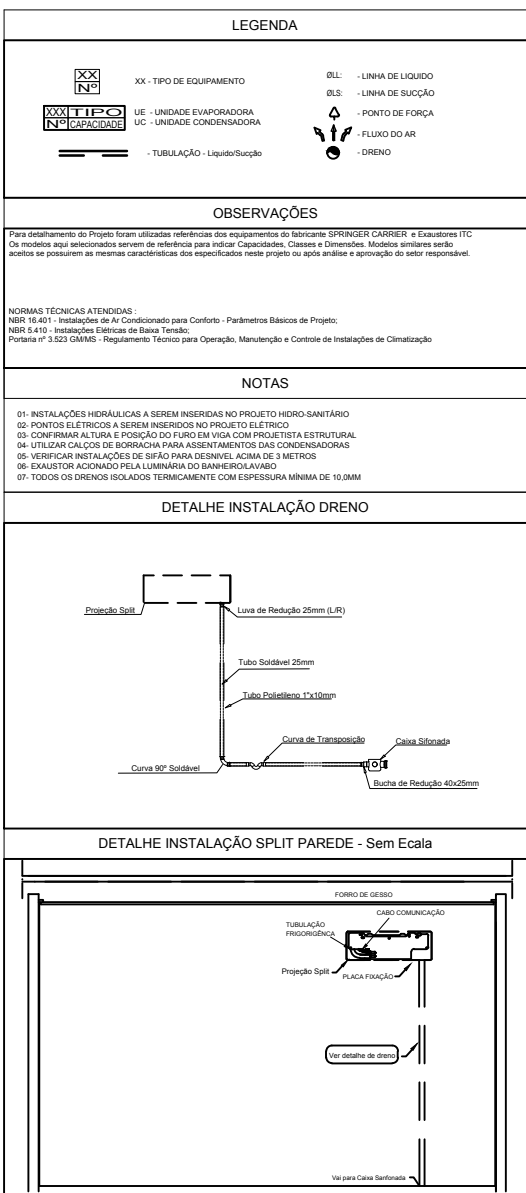 LEGENDA
XX
Nº
XX - TIPO DE EQUIPAMENTO
XXX TIPO
Nº CAPACIDADE
UE - UNIDADE EVAPORADORA
UC - UNIDADE CONDENSADORA
- TUBULAÇÃO - Liquido/Sucção
ØLL: - LINHA DE LIQUIDO
ØLS: - LINHA DE SUCÇÃO
- PONTO DE FORÇA
- FLUXO DO AR
- DRENO
OBSERVAÇÕES
Para detalhamento do Projeto foram utilizadas referências dos equipamentos do fabricante SPRINGER CARRIER e Exaustores ITC
Os modelos aqui selecionados servem de referência para indicar Capacidades, Classes e Dimensões. Modelos similares serão
aceitos se possuirem as mesmas características dos especificados neste projeto ou após análise e aprovação do setor responsável.
NORMAS TÉCNICAS ATENDIDAS :
NBR 16.401 - Instalações de Ar Condicionado para Conforto - Parâmetros Básicos de Projeto;
NBR 5.410 - Instalações Elétricas de Baixa Tensão;
Portaria nº 3.523 GM/MS - Regulamento Técnico para Operação, Manutenção e Controle de Instalações de Climatização
NOTAS
01- INSTALAÇÕES HIDRÁULICAS A SEREM INSERIDAS NO PROJETO HIDRO-SANITÁRIO
02- PONTOS ELÉTRICOS A SEREM INSERIDOS NO PROJETO ELÉTRICO
03- CONFIRMAR ALTURA E POSIÇÃO DO FURO EM VIGA COM PROJETISTA ESTRUTURAL
04- UTILIZAR CALÇOS DE BORRACHA PARA ASSENTAMENTOS DAS CONDENSADORAS
05- VERIFICAR INSTALAÇÕES DE SIFÃO PARA DESNIVEL ACIMA DE 3 METROS
06- EXAUSTOR ACIONADO PELA LUMINÁRIA DO BANHEIRO/LAVABO
07- TODOS OS DRENOS ISOLADOS TERMICAMENTE COM ESPESSURA MÍNIMA DE 10,0MM
DETALHE INSTALAÇÃO DRENO
Projeção Split
Luva de Redução 25mm (L/R)
Tubo Soldável 25mm
Tubo Polietileno 1"x10mm
Curva de Transposição
Caixa Sifonada
Curva 90º Soldável
Bucha de Redução 40x25mm
DETALHE INSTALAÇÃO SPLIT PAREDE - Sem Ecala
FORRO DE GESSO
CABO COMUNICAÇÃO
TUBULAÇÃO
FRIGORIGÊNCA
Projeção Split
PLACA FIXAÇÃO
Ver detalhe de dreno
Vai para Caixa Sanfonada